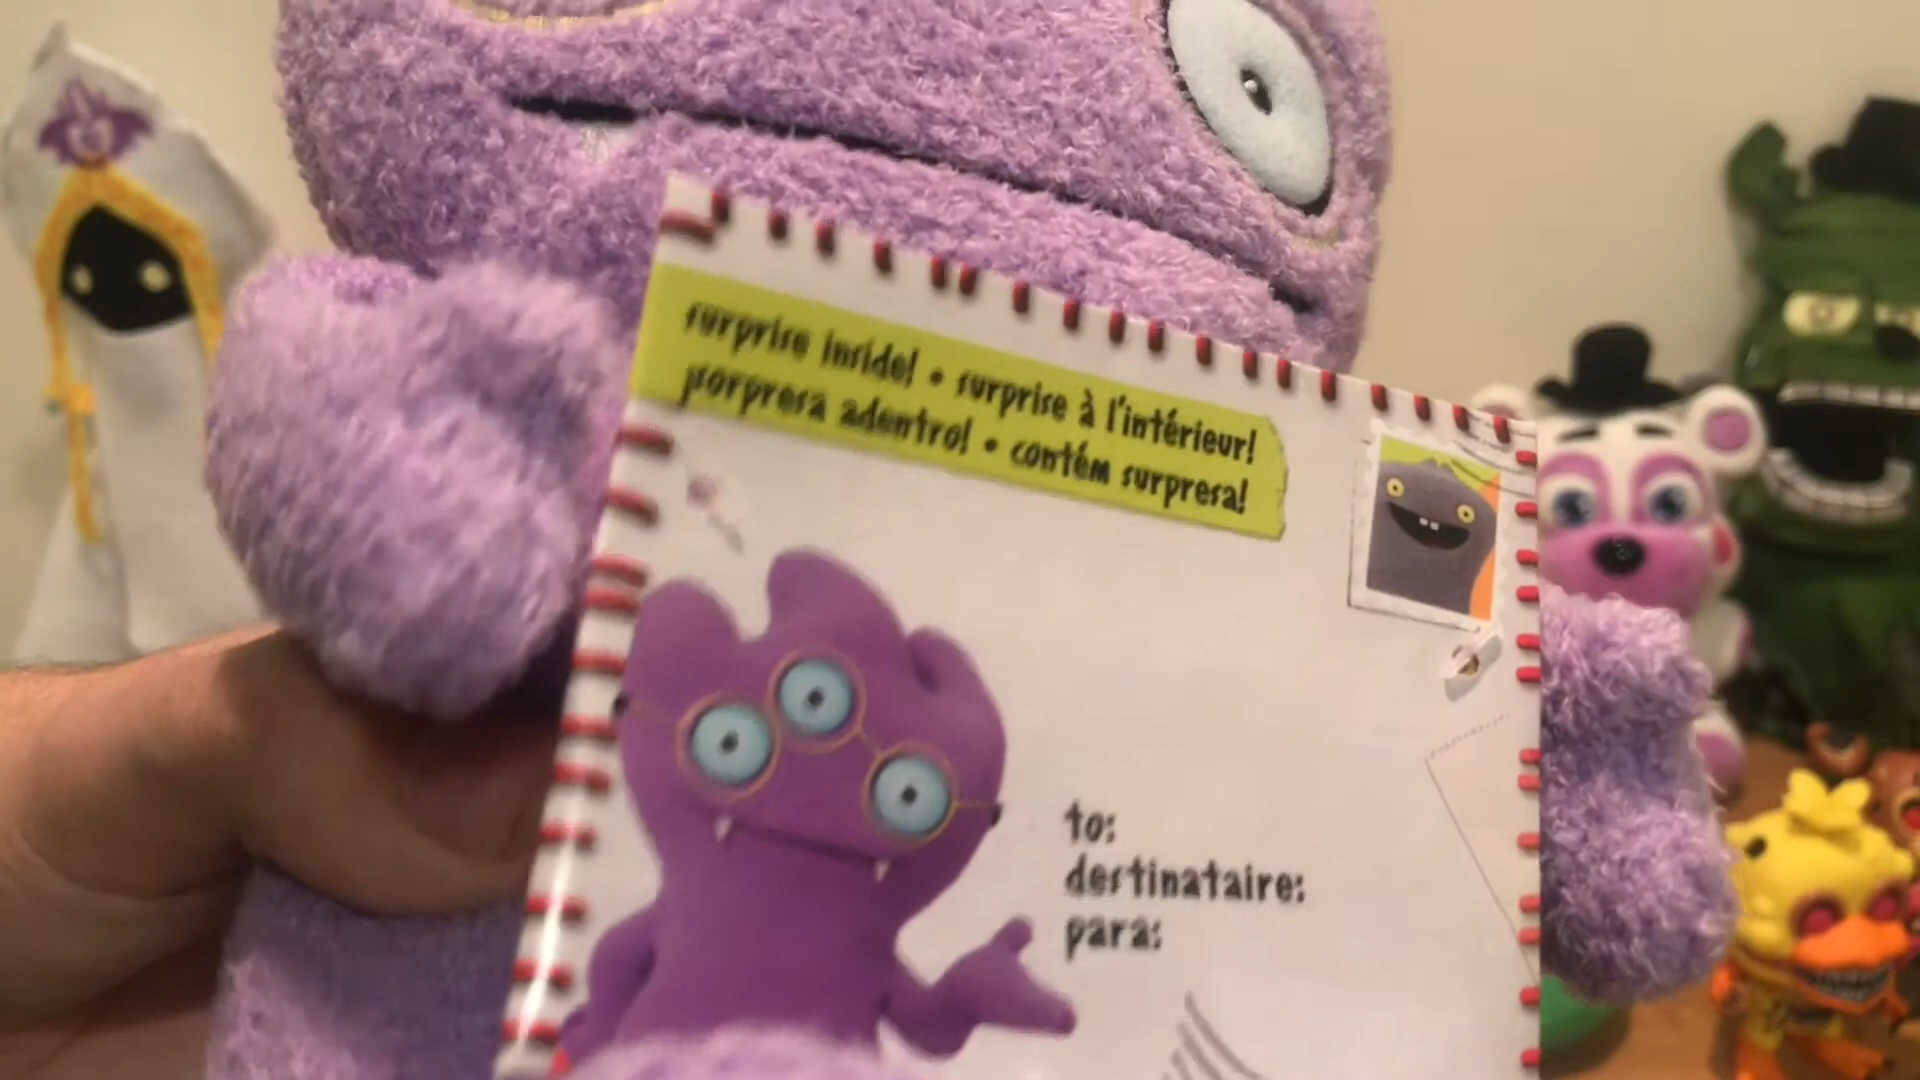 surprise inside! • surprise à l'intérieur!
¡sorpresa adentro! • contém surpresa!
to:
destinataire:
para: